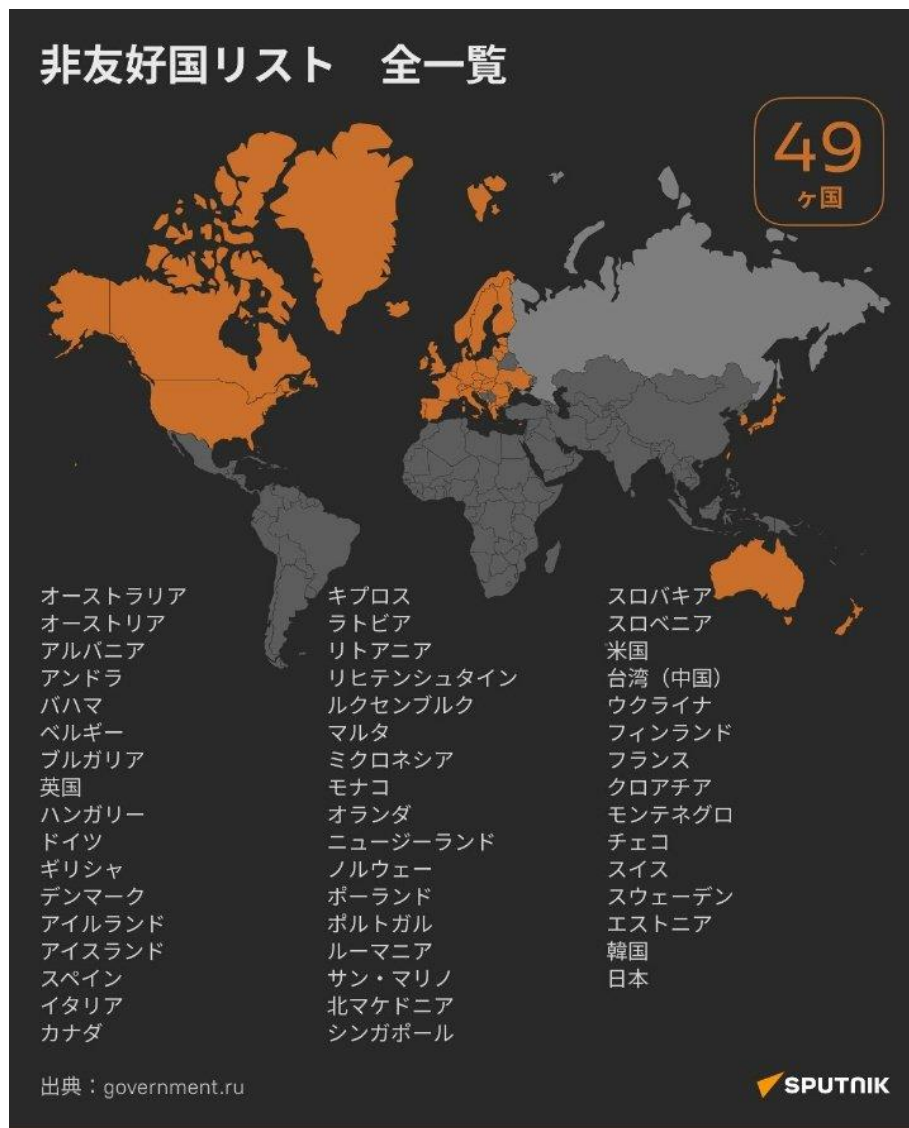 非友好国リスト　全一覧
49
ヶ国
オーストラリア
オーストリア
アルバニア
アンドラ
バハマ
ベルギー
ブルガリア
英国
ハンガリー
ドイツ
ギリシャ
デンマーク
アイルランド
アイスランド
スペイン
イタリア
カナダ
キプロス
ラトビア
リトアニア
リヒテンシュタイン
ルクセンブルク
マルタ
ミクロネシア
モナコ
オランダ
ニュージーランド
ノルウェー
ポーランド
ポルトガル
ルーマニア
サン・マリノ
北マケドニア
シンガポール
スロバキア
スロベニア
米国
台湾（中国）
ウクライナ
フィンランド
フランス
クロアチア
モンテネグロ
チェコ
スイス
スウェーデン
エストニア
韓国
日本
出典：government.ru
SPUTNIK